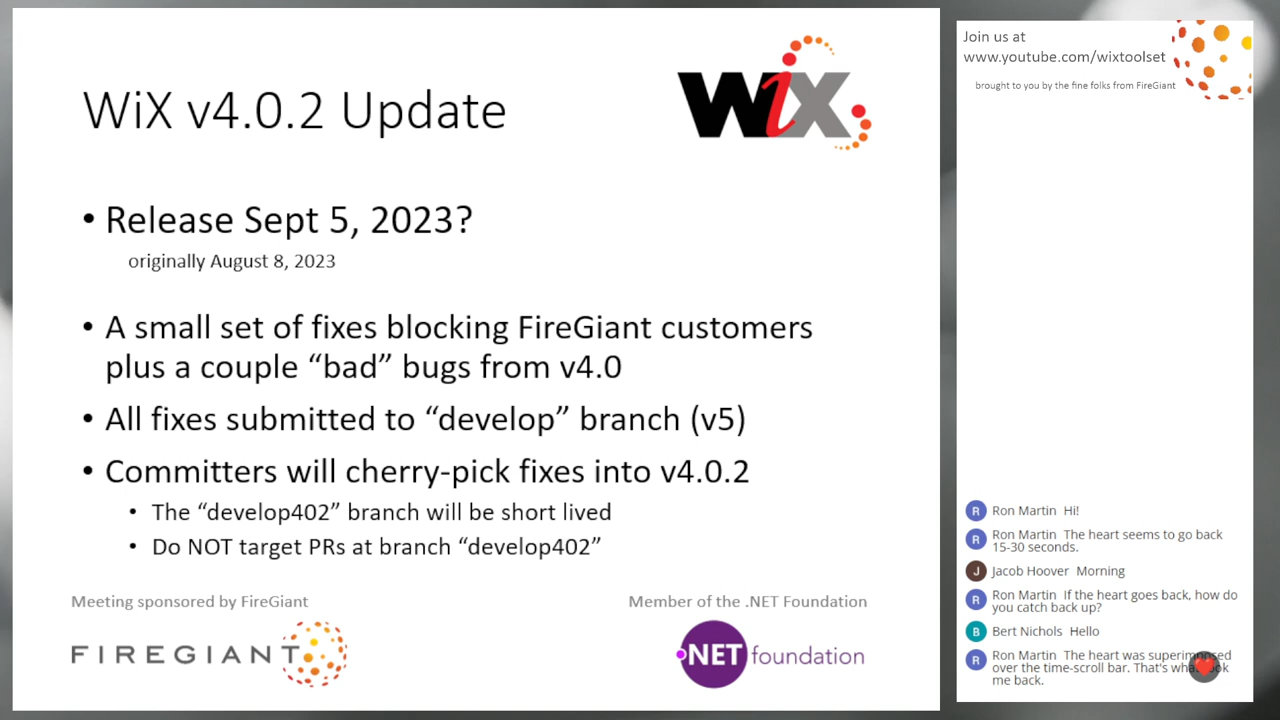 WiX v4.0.2 Update
WiX
• Release Sept 5, 2023?
originally August 8, 2023
• A small set of fixes blocking FireGiant customers
plus a couple “bad” bugs from v4.0
• All fixes submitted to “develop” branch (v5)
• Committers will cherry-pick fixes into v4.0.2
• The “develop402” branch will be short lived
• Do NOT target PRs at branch “develop402”
Meeting sponsored by FireGiant
FIREGIANT
Member of the .NET Foundation
.NET foundation
Join us at
www.youtube.com/wixtoolset
brought to you by the fine folks from FireGiant
R Ron Martin Hi!
R Ron Martin The heart seems to go back
15-30 seconds.
J Jacob Hoover Morning
R Ron Martin If the heart goes back, how do
you catch back up?
B Bert Nichols Hello
R Ron Martin The heart was superimposed
over the time-scroll bar. That's what took
me back.